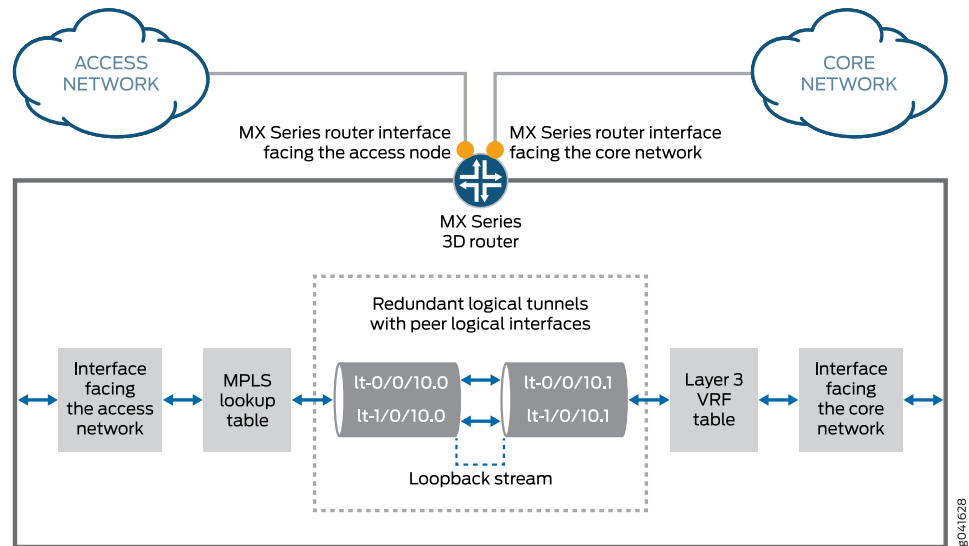 ACCESS
NETWORK
CORE
NETWORK
MX Series router interface
facing the access node
MX Series router interface
facing the core network
MX Series
3D router
Redundant logical tunnels
with peer logical interfaces
Interface
facing
the access
network
MPLS
lookup
table
lt-0/0/10.0
lt-1/0/10.0
lt-0/0/10.1
lt-1/0/10.1
Layer 3
VRF
table
Interface
facing
the core
network
Loopback stream
g041628